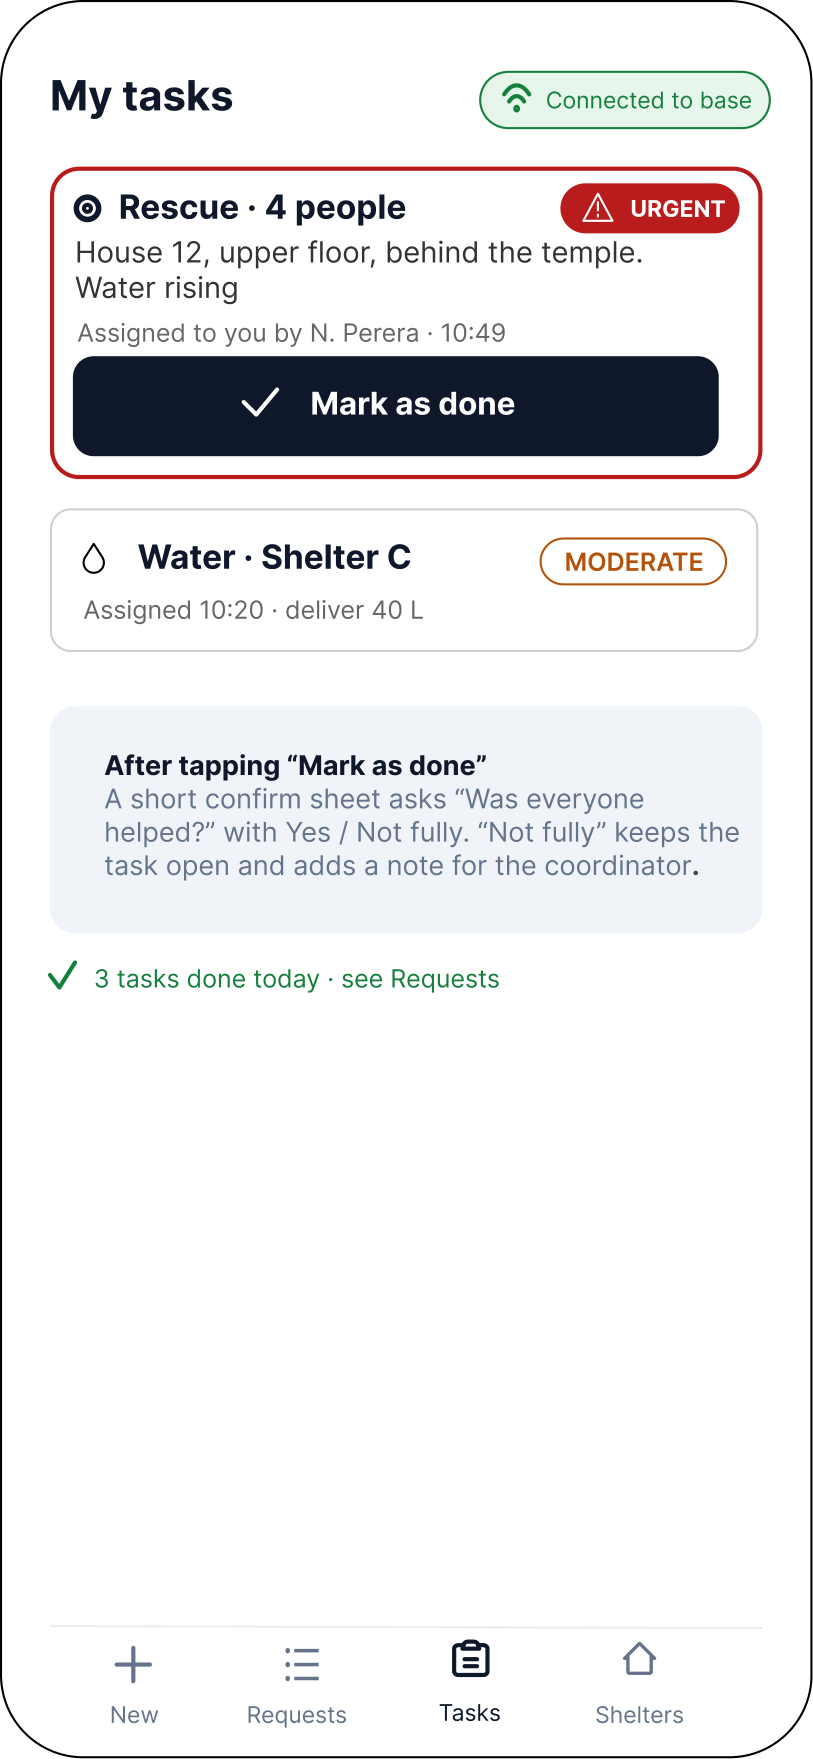 My tasks
Connected to base
Rescue · 4 people
URGENT
House 12, upper floor, behind the temple.
Water rising
Assigned to you by N. Perera · 10:49
Mark as done
Water · Shelter C
MODERATE
Assigned 10:20 · deliver 40 L
After tapping “Mark as done”
A short confirm sheet asks “Was everyone
helped?” with Yes / Not fully. “Not fully” keeps the
task open and adds a note for the coordinator.
3 tasks done today · see Requests
New
Requests
Tasks
Shelters